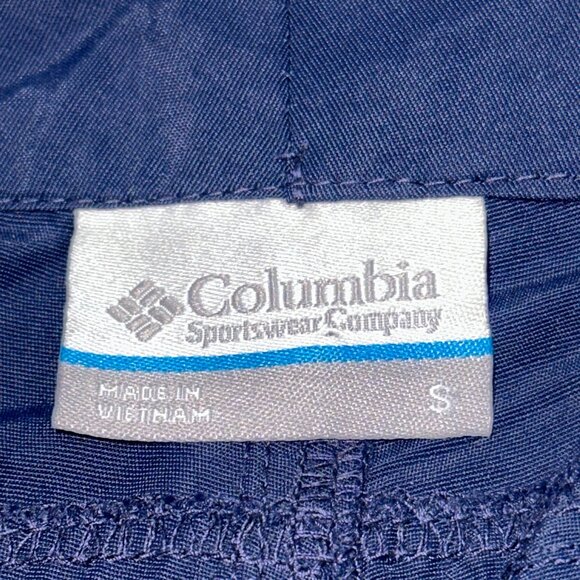 Columbia
Sportswear Company
MADE IN
VIETNAM
S